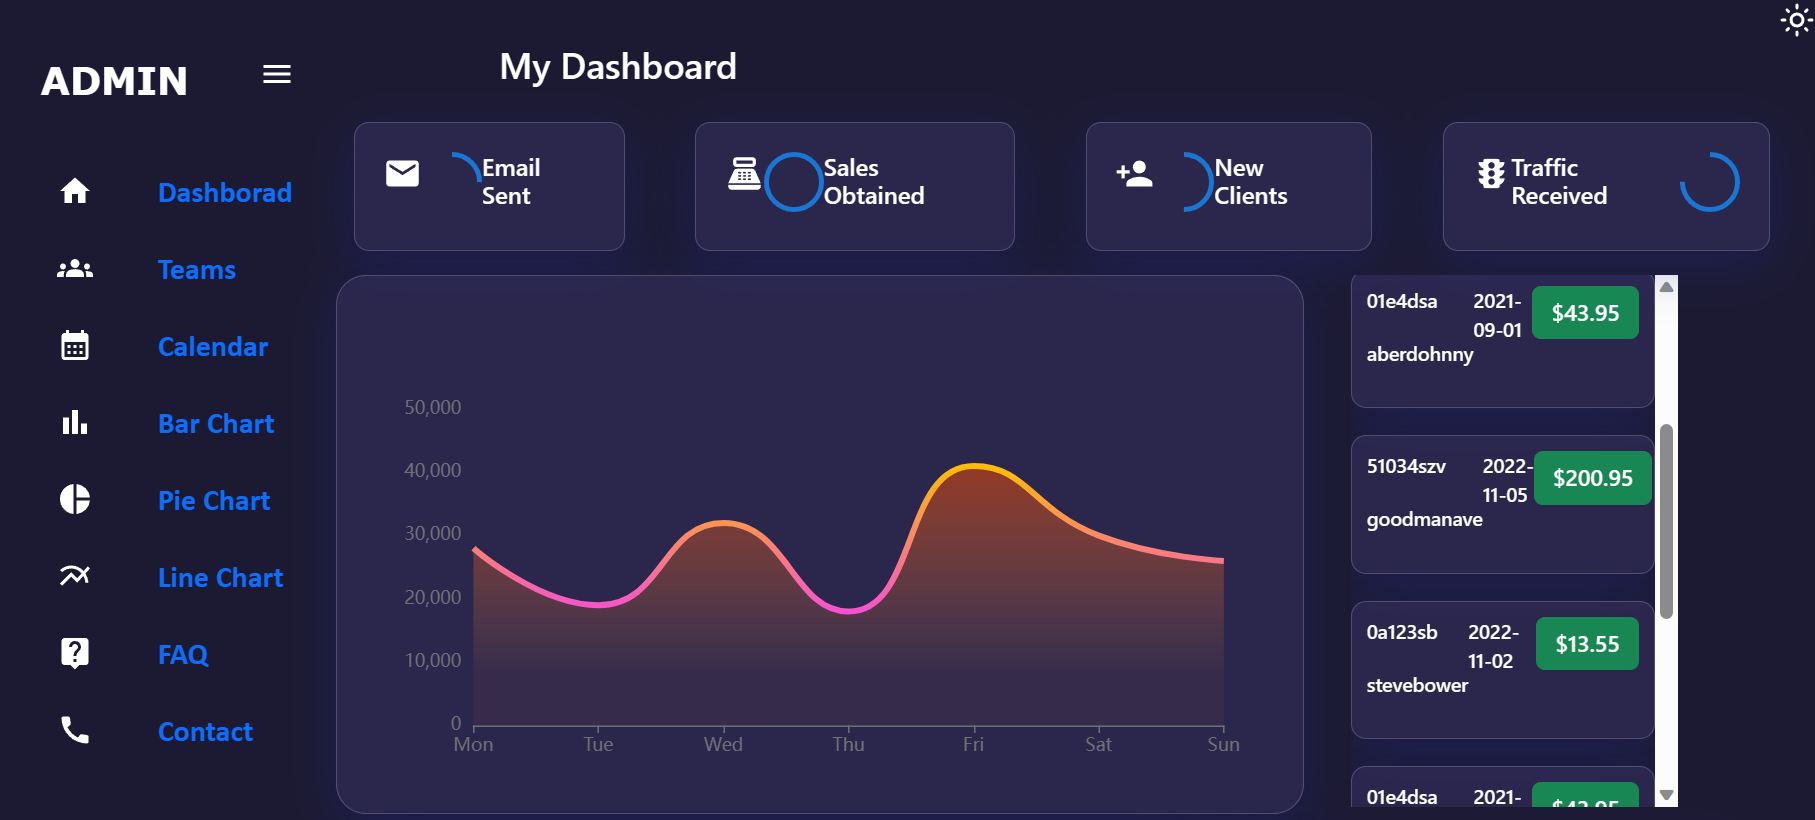 ADMIN
My Dashboard
Dashborad
Teams
Calendar
Bar Chart
Pie Chart
Line Chart
FAQ
Contact
Email
Sent
Sales
Obtained
New
Clients
Traffic
Received
50,000
40,000
30,000
20,000
10,000
0
Mon Tue Wed Thu Fri Sat Sun
01e4dsa 2021- $43.95
09-01
aberdohnny
51034szv 2022- $200.95
11-05
goodmanave
0a123sb 2022- $13.55
11-02
stevebower
01e4dsa 2021- $43.95